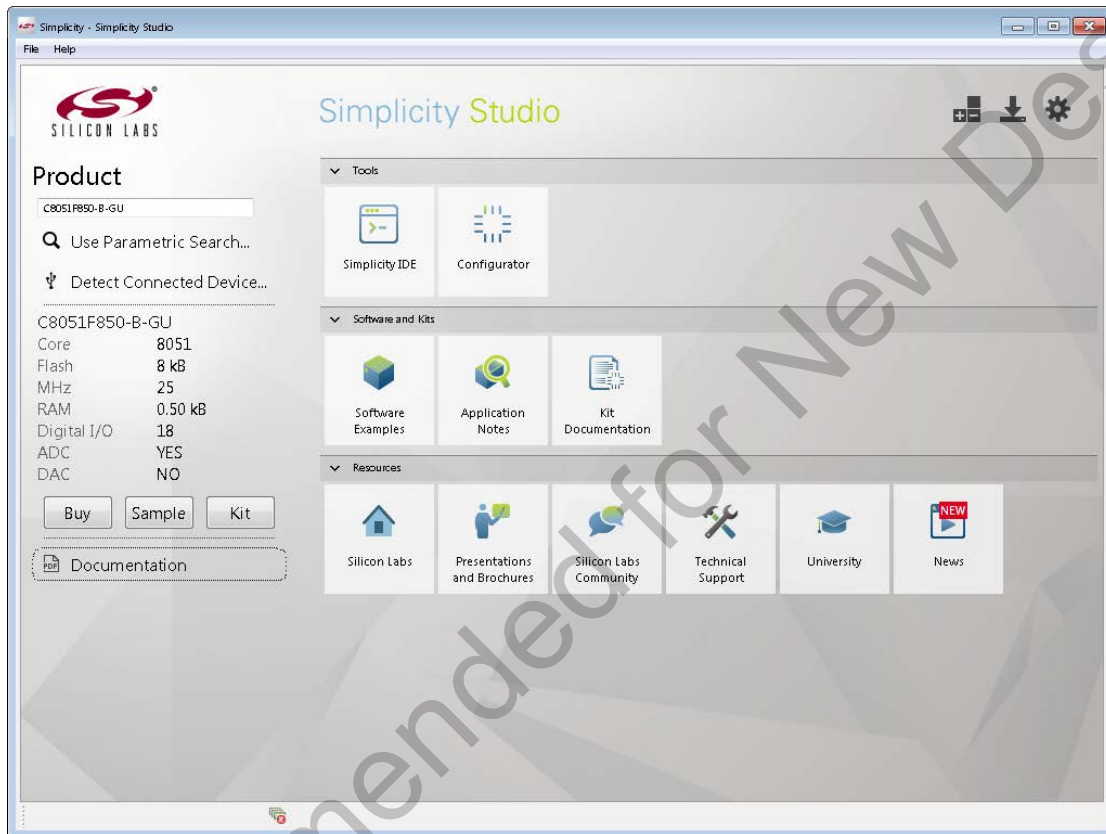 Simplicity - Simplicity Studio
File Help
SILICON LABS
Simplicity Studio
Product
C8051F850-B-GU
Use Parametric Search...
Detect Connected Device...
C8051F850-B-GU
Core 8051
Flash 8 kB
MHz 25
RAM 0.50 kB
Digital I/O 18
ADC YES
DAC NO
Buy Sample Kit
PDF Documentation
Tools
Simplicity IDE
Configurator
Software and Kits
Software
Examples
Application
Notes
Kit
Documentation
Resources
Silicon Labs
Presentations
and Brochures
Silicon Labs
Community
Technical
Support
University
NEW
News
mended for New Des